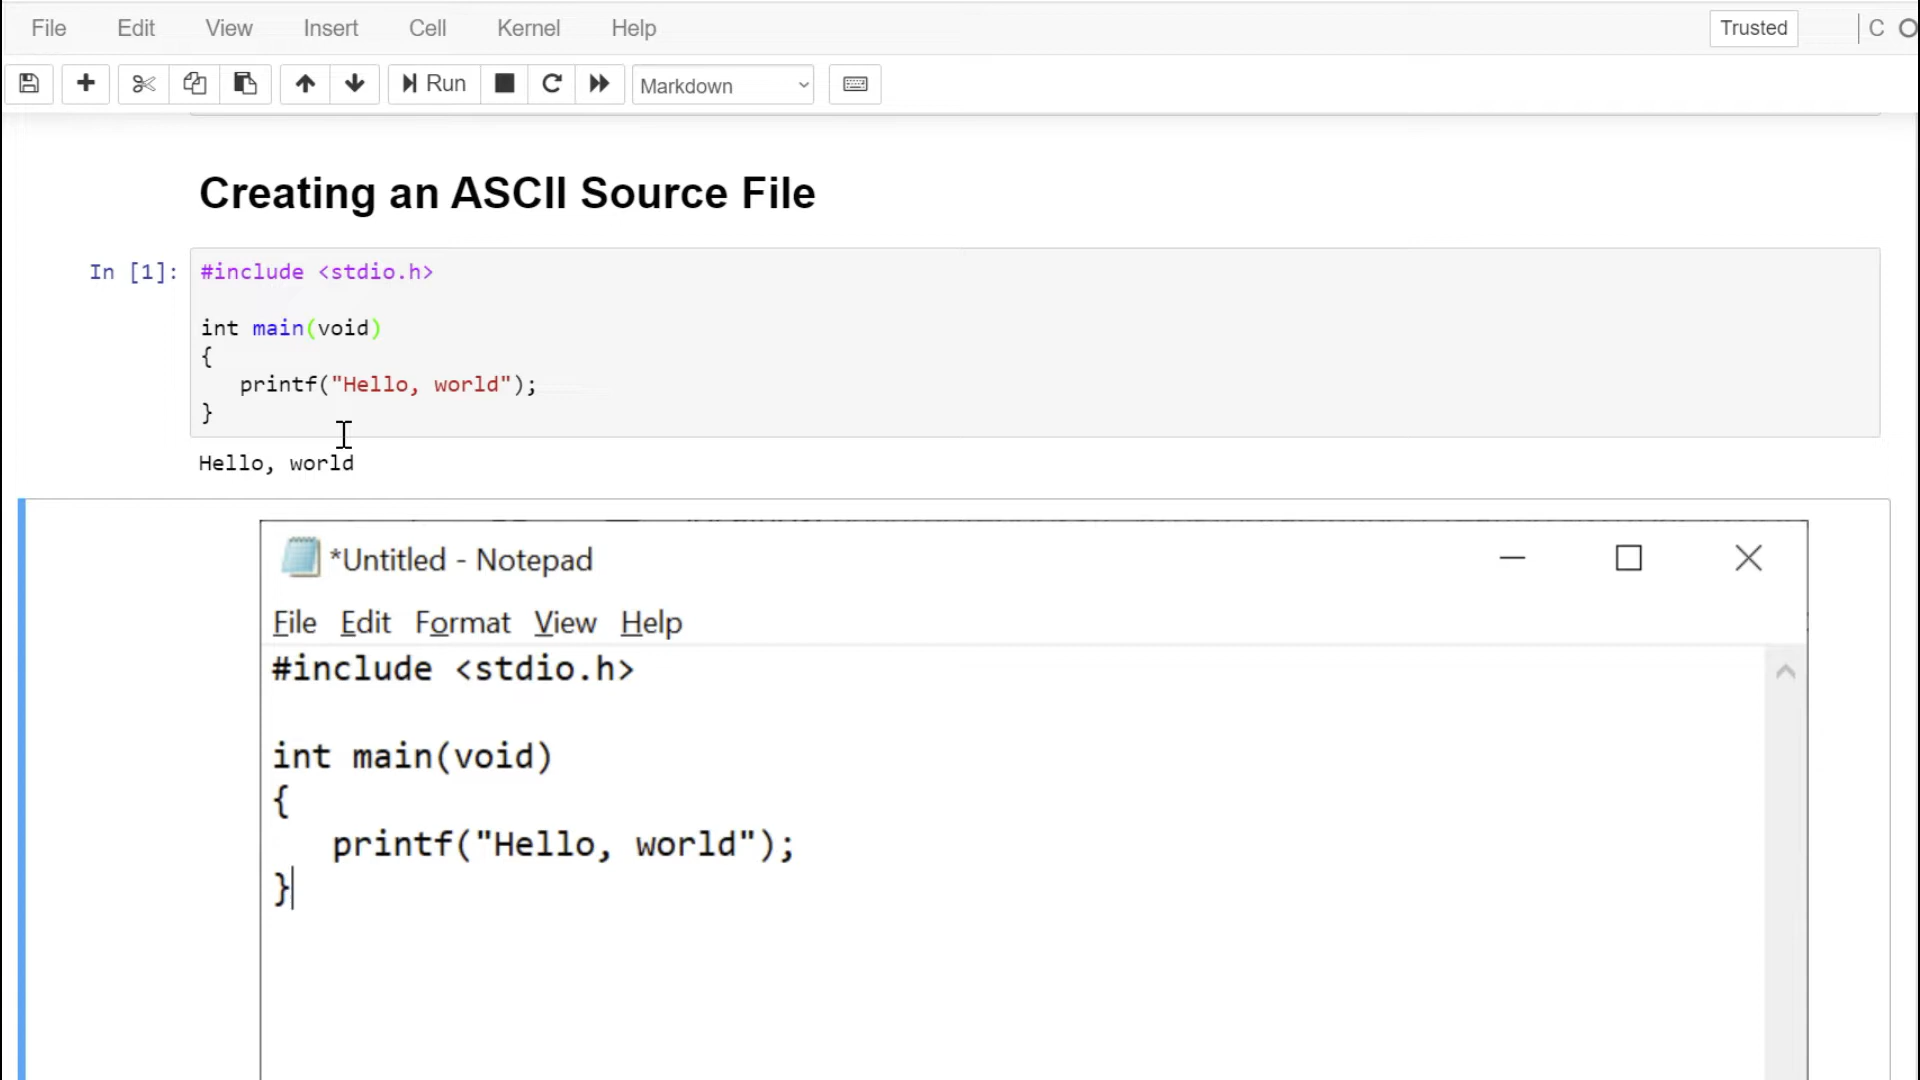 File Edit View Insert Cell Kernel Help Trusted C
Run Markdown
Creating an ASCII Source File
In [1]: #include <stdio.h>
int main(void)
{
printf("Hello, world");
}
Hello, world
*Untitled - Notepad
File Edit Format View Help
#include <stdio.h>
int main(void)
{
printf("Hello, world");
}